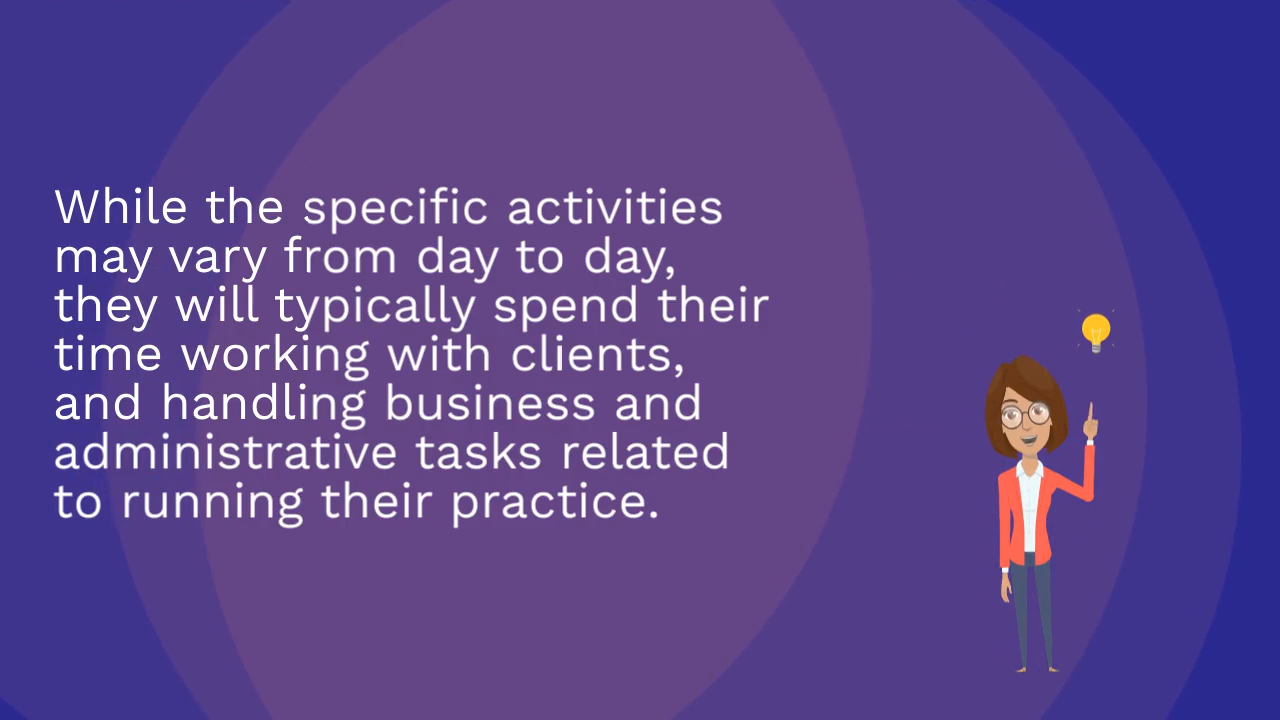 While the specific activities
may vary from day to day,
they will typically spend their
time working with clients,
and handling business and
administrative tasks related
to running their practice.